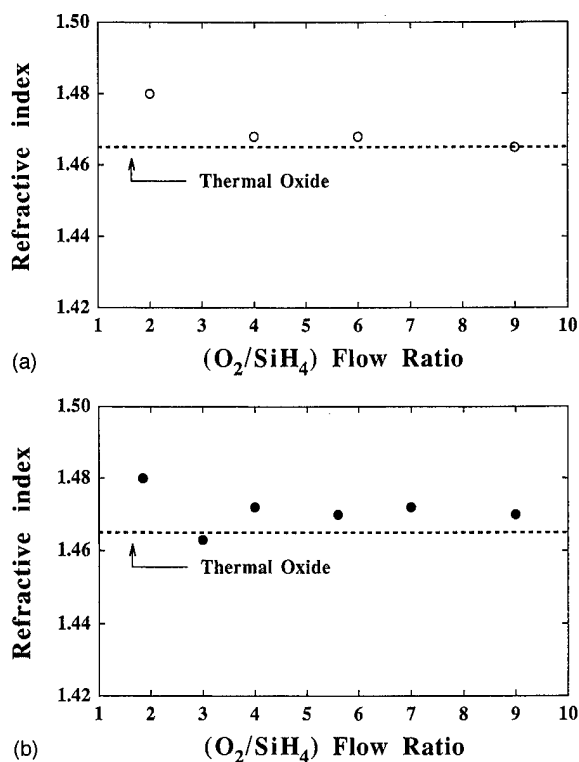 1.50
1.48
1.46
1.44
1.42
Refractive index
Thermal Oxide
1 2 3 4 5 6 7 8 9 10
(a)
(O₂/SiH₄) Flow Ratio
1.50
1.48
1.46
1.44
1.42
Refractive index
Thermal Oxide
1 2 3 4 5 6 7 8 9 10
(b)
(O₂/SiH₄) Flow Ratio